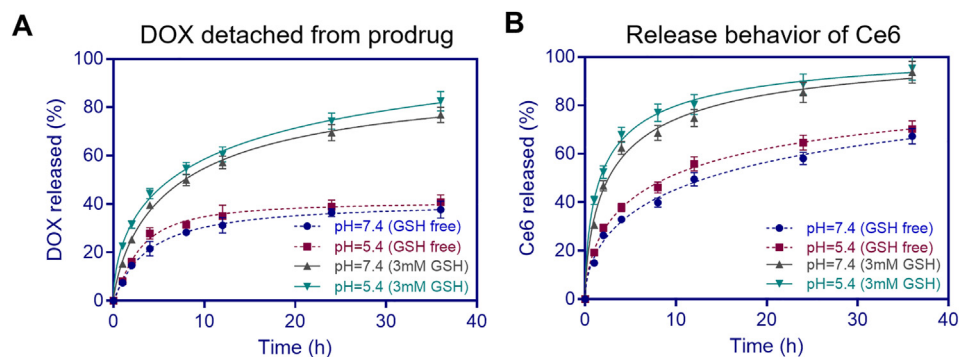 A
DOX detached from prodrug
DOX released (%)
100
80
60
40
20
0
0
10
20
30
40
Time (h)
pH=7.4 (GSH free)
pH=5.4 (GSH free)
pH=7.4 (3mM GSH)
pH=5.4 (3mM GSH)
B
Release behavior of Ce6
Ce6 released (%)
100
80
60
40
20
0
0
10
20
30
40
Time (h)
pH=7.4 (GSH free)
pH=5.4 (GSH free)
pH=7.4 (3mM GSH)
pH=5.4 (3mM GSH)